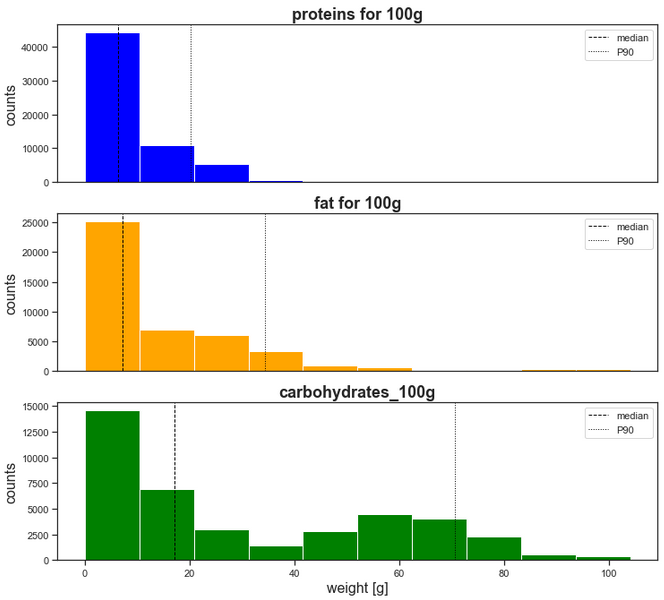 proteins for 100g
counts
40000
30000
20000
10000
0
median
P90
fat for 100g
counts
25000
20000
15000
10000
5000
0
median
P90
carbohydrates_100g
counts
15000
12500
10000
7500
5000
2500
0
median
P90
0 20 40 60 80 100
weight [g]